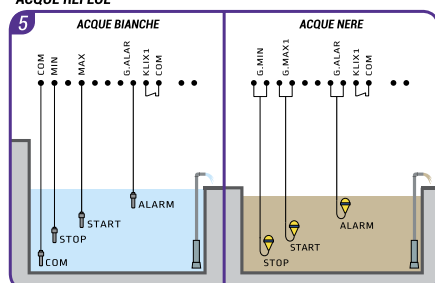 ACQUE REFLUE
5
ACQUE BIANCHE
COM
MIN
MAX
G.ALAR
KLIX1
COM
ALARM
START
STOP
COM
ACQUE NERE
G.MIN
G.MAX1
G.ALAR
KLIX1
COM
ALARM
START
STOP